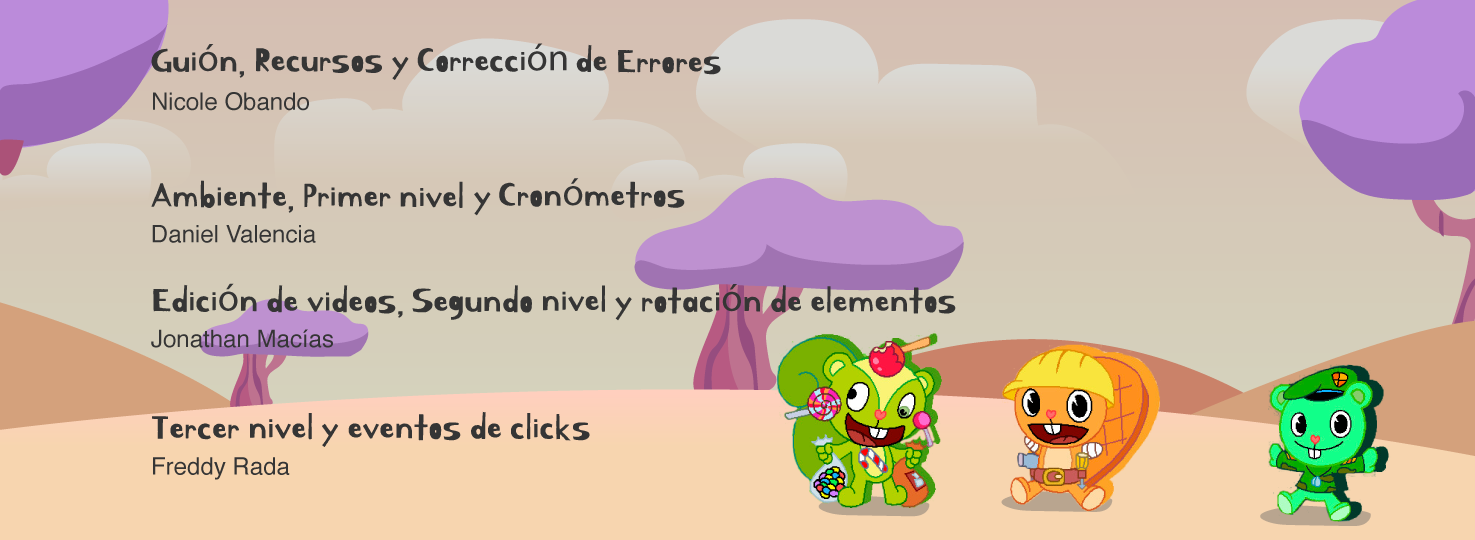 Guión, Recursos y Corrección de Errores
Nicole Obando
Ambiente, Primer nivel y Cronómetros
Daniel Valencia
Edición de videos, Segundo nivel y rotación de elementos
Jonathan Macías
Tercer nivel y eventos de clicks
Freddy Rada